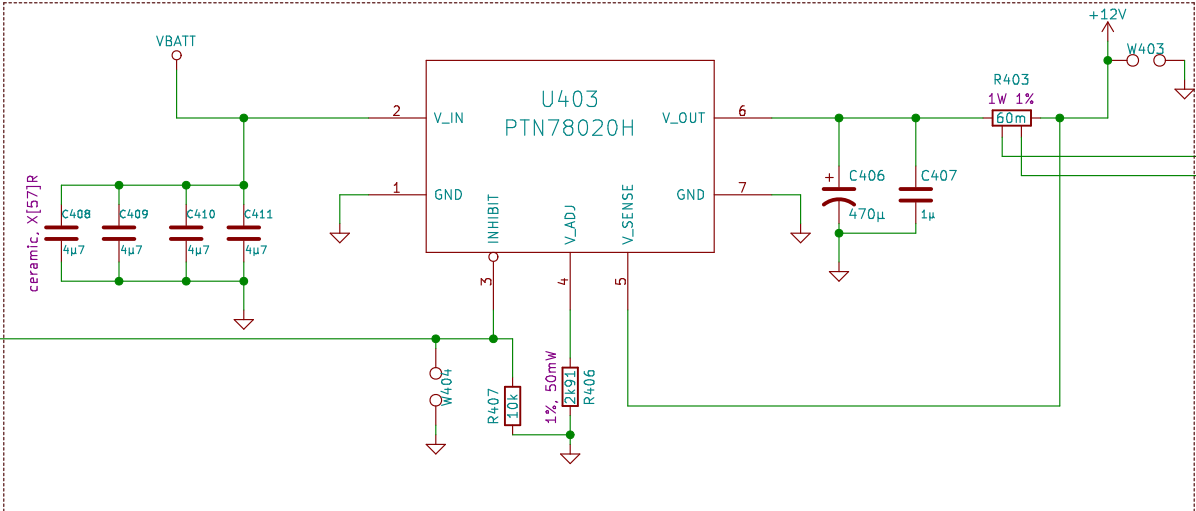 +12V
VBATT
W403
R403
1W 1%
60m
U403
PTN78020H
2
V_IN
V_OUT
6
1
GND
GND
7
INHIBIT
V_ADJ
V_SENSE
3
4
5
+
C406
470µ
C407
1µ
ceramic, X[57]R
C408
4µ7
C409
4µ7
C410
4µ7
C411
4µ7
W404
R407
10k
1%, 50mW
2k91
R406